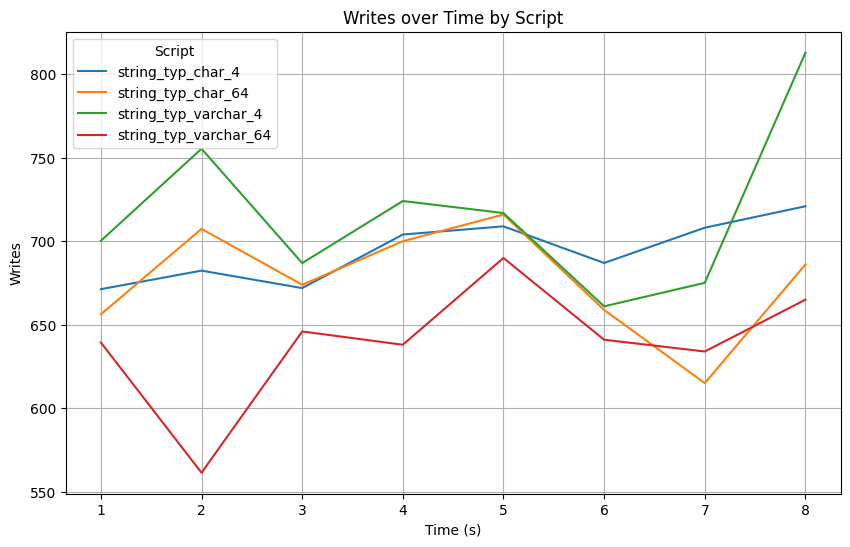 Writes over Time by Script
Script
string_typ_char_4
string_typ_char_64
string_typ_varchar_4
string_typ_varchar_64
Writes
800
750
700
650
600
550
1 2 3 4 5 6 7 8
Time (s)